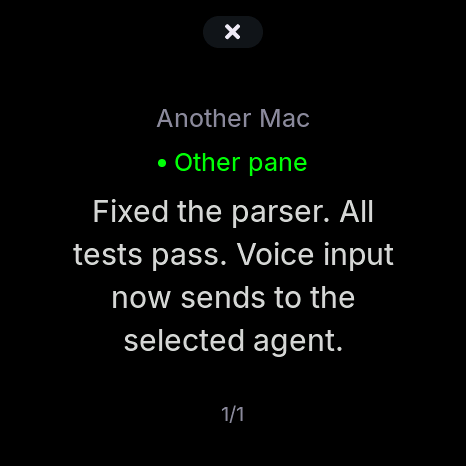 Another Mac
• Other pane
Fixed the parser. All
tests pass. Voice input
now sends to the
selected agent.
1/1